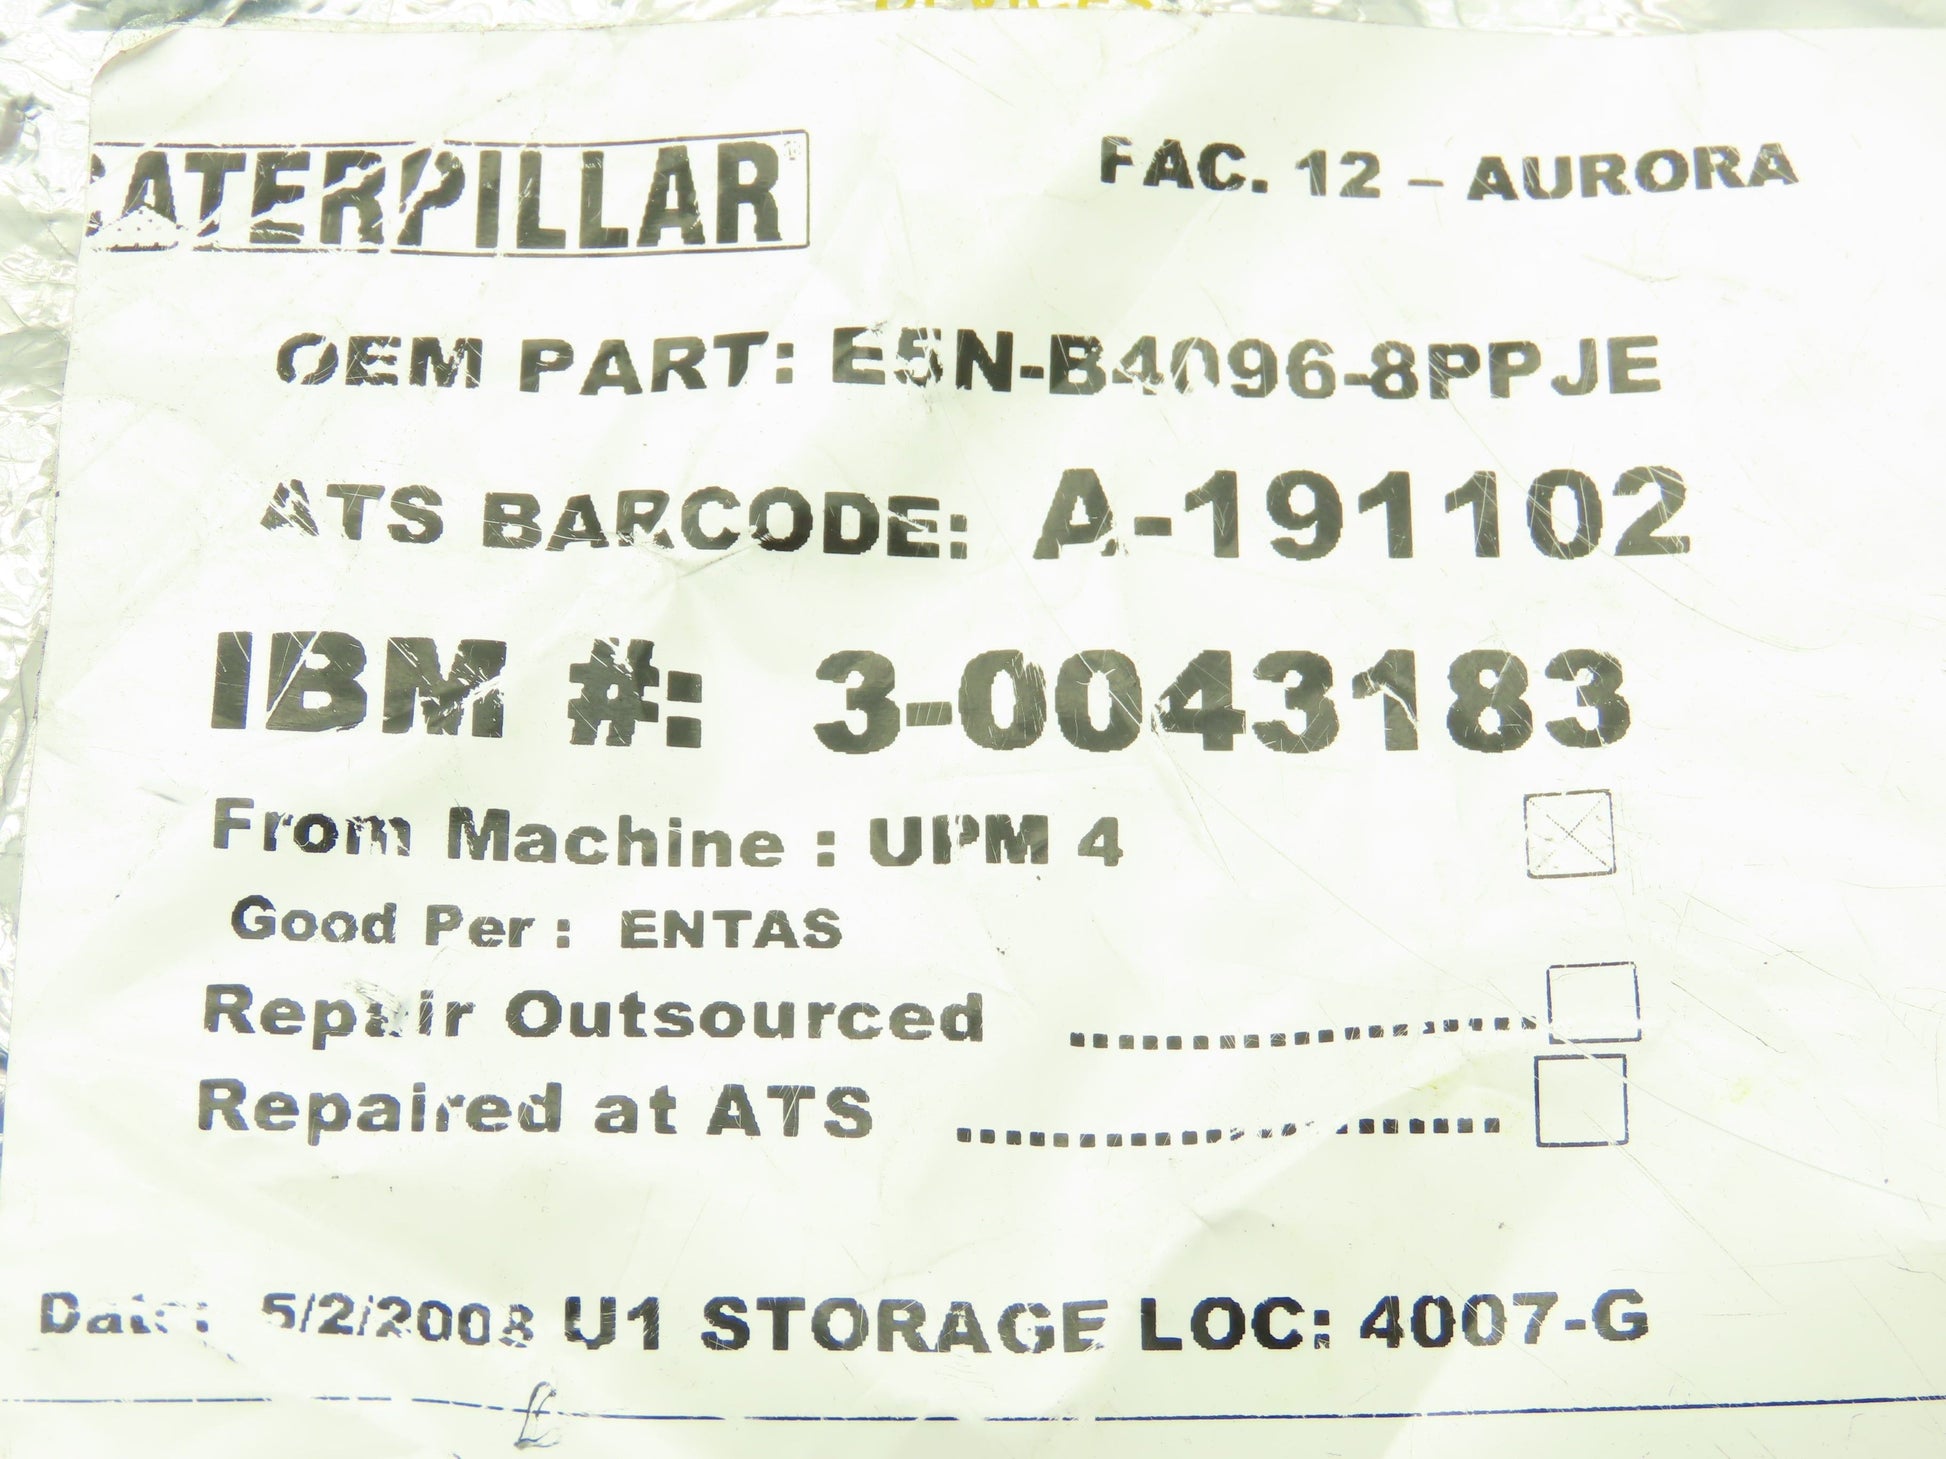 DEVICES
CATERPILLAR®
FAC. 12 – AURORA
OEM PART: E5N-B4096-8PPJE
ATS BARCODE: A-191102
IBM #: 3-0043183
From Machine : UPM 4
Good Per : ENTAS
Repair Outsourced ..........................
Repaired at ATS ..........................
Date: 5/2/2008 U1 STORAGE LOC: 4007-G